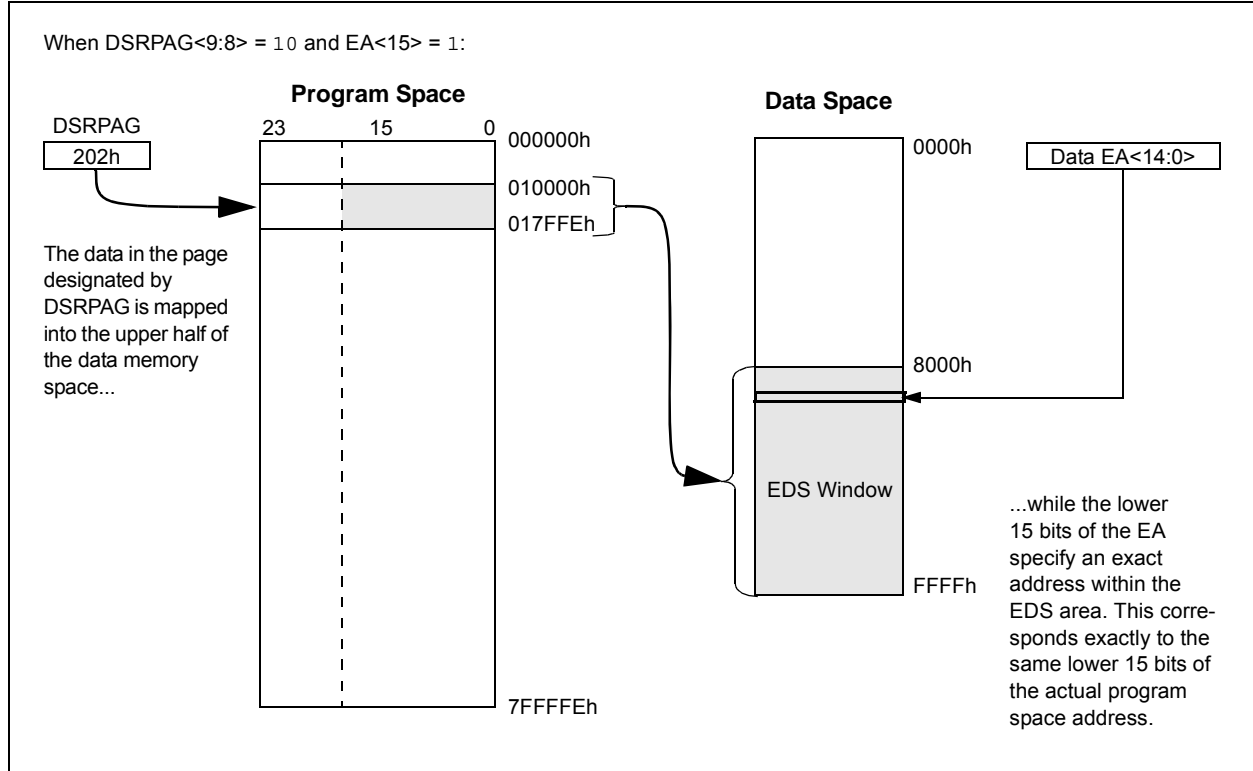 When DSRPAG<9:8> = 10 and EA<15> = 1:
Program Space
Data Space
DSRPAG
202h
23 15 0
000000h
010000h
017FFEh
7FFFFEh
The data in the page
designated by
DSRPAG is mapped
into the upper half of
the data memory
space...
0000h
8000h
FFFFh
EDS Window
Data EA<14:0>
...while the lower
15 bits of the EA
specify an exact
address within the
EDS area. This corre-
sponds exactly to the
same lower 15 bits of
the actual program
space address.